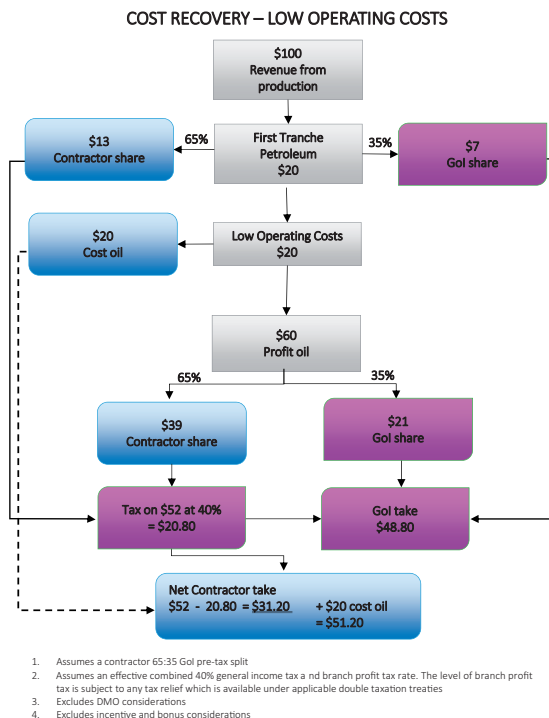 COST RECOVERY – LOW OPERATING COSTS
$100
Revenue from
production
$13
Contractor share
65%
First Tranche
Petroleum
$20
35%
$7
GoI share
$20
Cost oil
Low Operating Costs
$20
$60
Profit oil
65%
35%
$39
Contractor share
$21
GoI share
Tax on $52 at 40%
= $20.80
GoI take
$48.80
Net Contractor take
$52 - 20.80 = $31.20 + $20 cost oil
= $51.20
1. Assumes a contractor 65:35 GoI pre-tax split
2. Assumes an effective combined 40% general income tax a nd branch profit tax rate. The level of branch profit
tax is subject to any tax relief which is available under applicable double taxation treaties
3. Excludes DMO considerations
4. Excludes incentive and bonus considerations